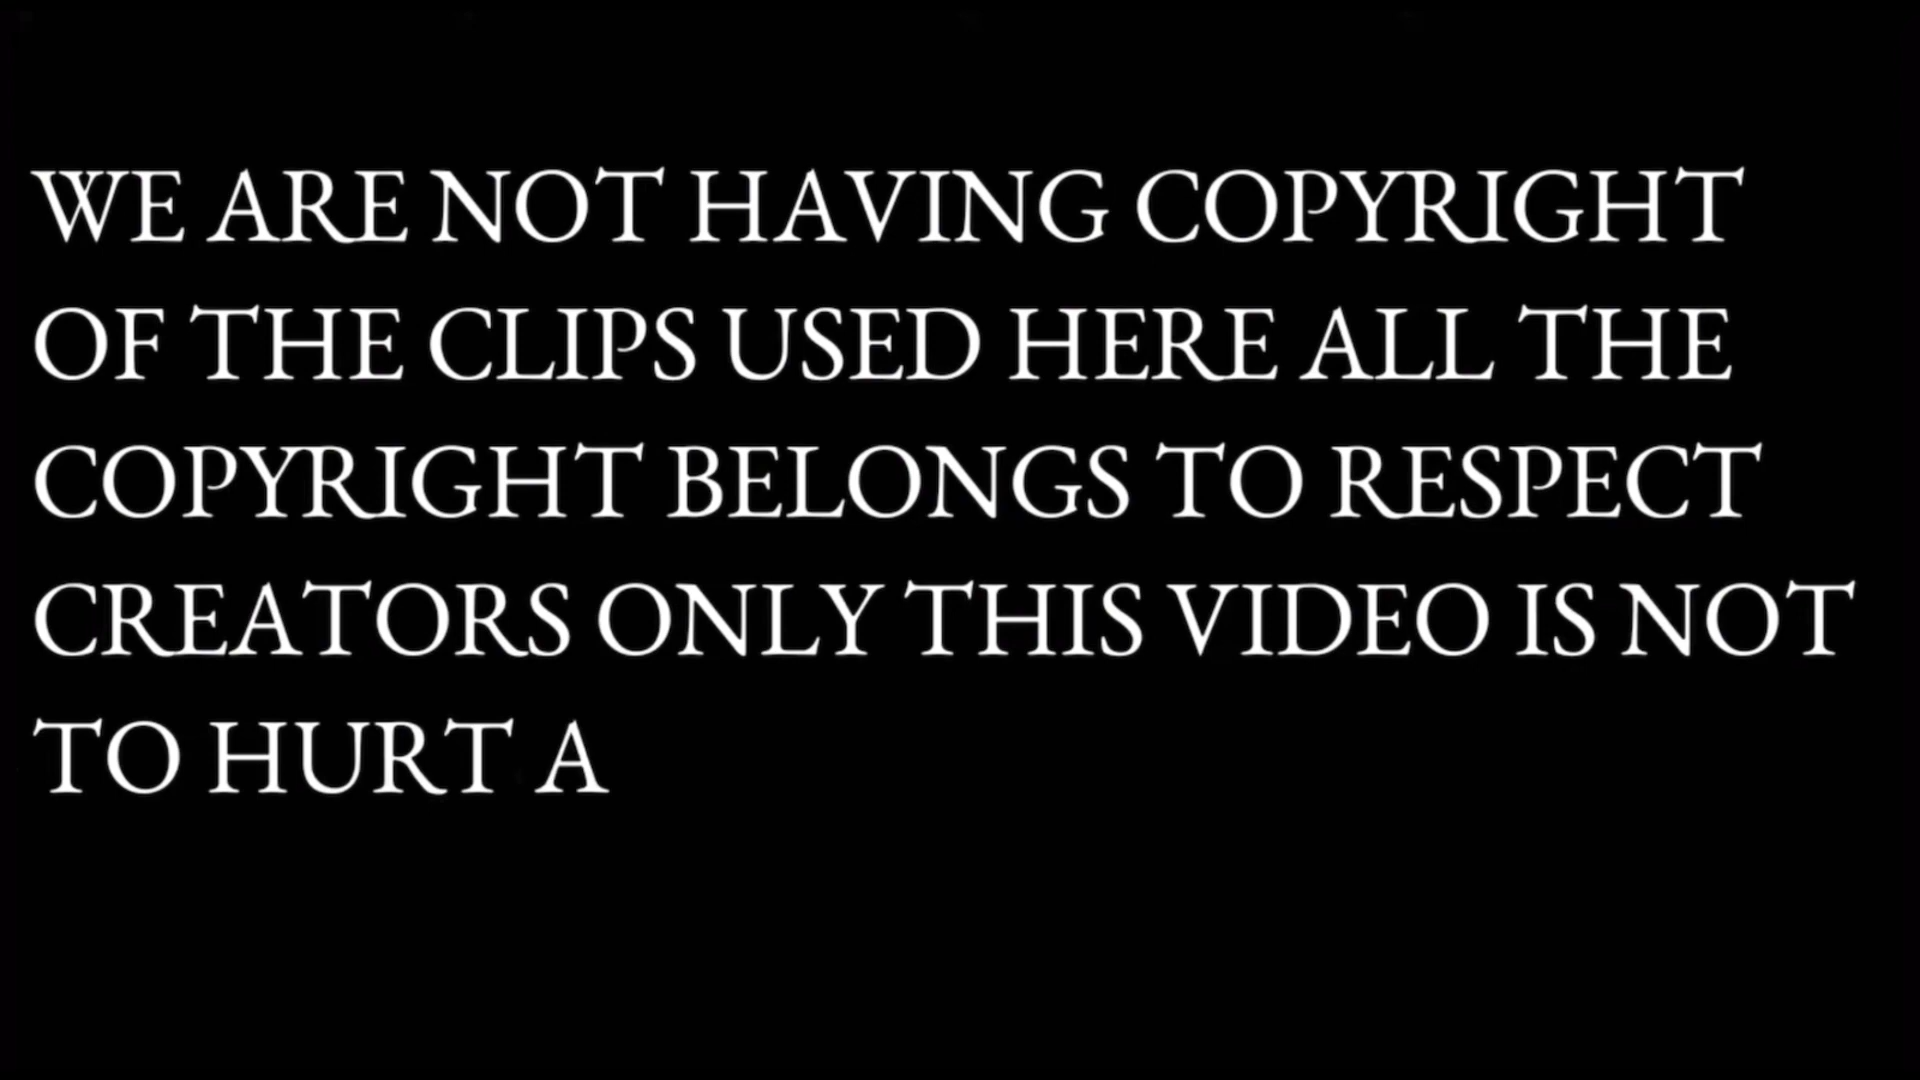 WE ARE NOT HAVING COPYRIGHT
OF THE CLIPS USED HERE ALL THE
COPYRIGHT BELONGS TO RESPECT
CREATORS ONLY THIS VIDEO IS NOT
TO HURT A